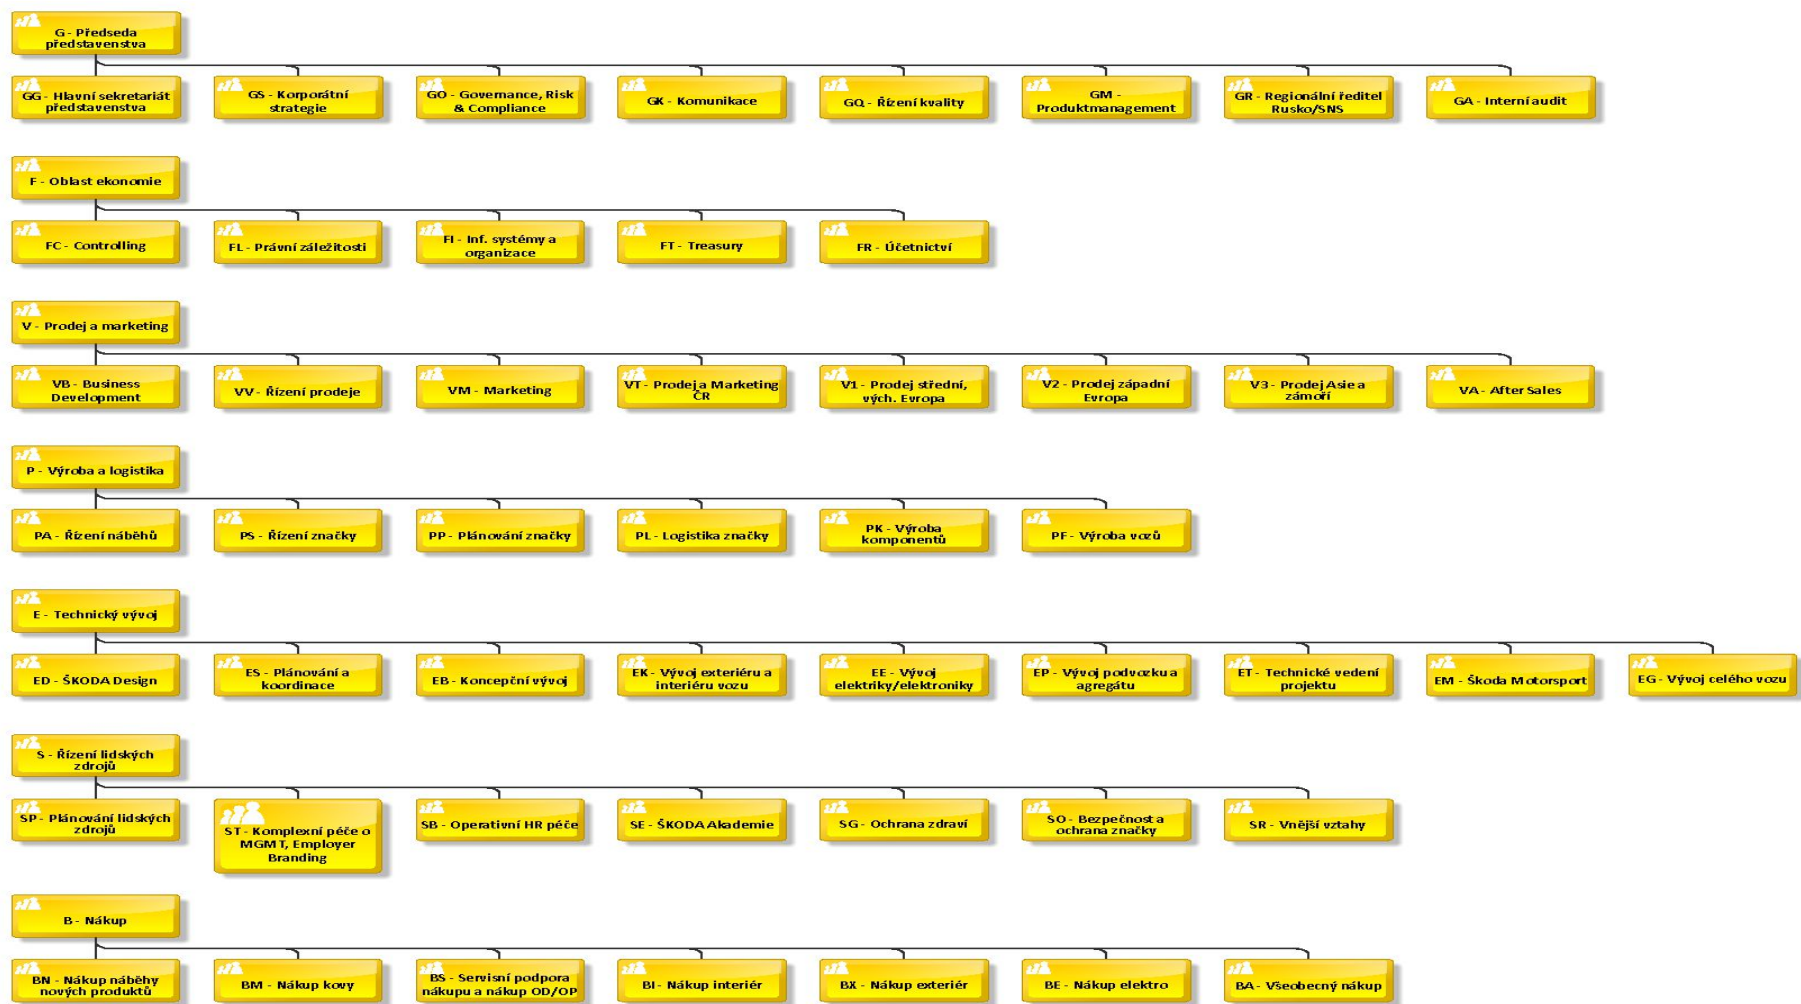 G - Předseda
představenstva
GG - Hlavní sekretariát
představenstva
GS - Korporátní
strategie
GO - Governance, Risk
& Compliance
GK - Komunikace
GQ - Řízení kvality
GM -
Produktmanagement
GR - Regionální ředitel
Rusko/SNS
GA - Interní audit
F - Oblast ekonomie
FC - Controlling
FL - Právní záležitosti
FI - Inf. systémy a
organizace
FT - Treasury
FR - Účetnictví
V - Prodej a marketing
VB - Business
Development
VV - Řízení prodeje
VM - Marketing
VT - Prodej a Marketing
ČR
V1 - Prodej střední,
vých. Evropa
V2 - Prodej západní
Evropa
V3 - Prodej Asie a
zámoří
VA - After Sales
P - Výroba a logistika
PA - Řízení náběhů
PS - Řízení značky
PP - Plánování značky
PL - Logistika značky
PK - Výroba
komponentů
PF - Výroba vozů
E - Technický vývoj
ED - ŠKODA Design
ES - Plánování a
koordinace
EB - Koncepční vývoj
EK - Vývoj exteriéru a
interiéru vozu
EE - Vývoj
elektriky/elektroniky
EP - Vývoj podvozku a
agregátu
ET - Technické vedení
projektu
EM - Škoda Motorsport
EG - Vývoj celého vozu
S - Řízení lidských
zdrojů
SP - Plánování lidských
zdrojů
ST - Komplexní péče o
MGMT, Employer
Branding
SB - Operativní HR péče
SE - ŠKODA Akademie
SG - Ochrana zdraví
SO - Bezpečnost a
ochrana značky
SR - Vnější vztahy
B - Nákup
BN - Nákup náběhy
nových produktů
BM - Nákup kovy
BS - Servisní podpora
nákupu a nákup OD/OP
BI - Nákup interiér
BX - Nákup exteriér
BE - Nákup elektro
BA - Všeobecný nákup